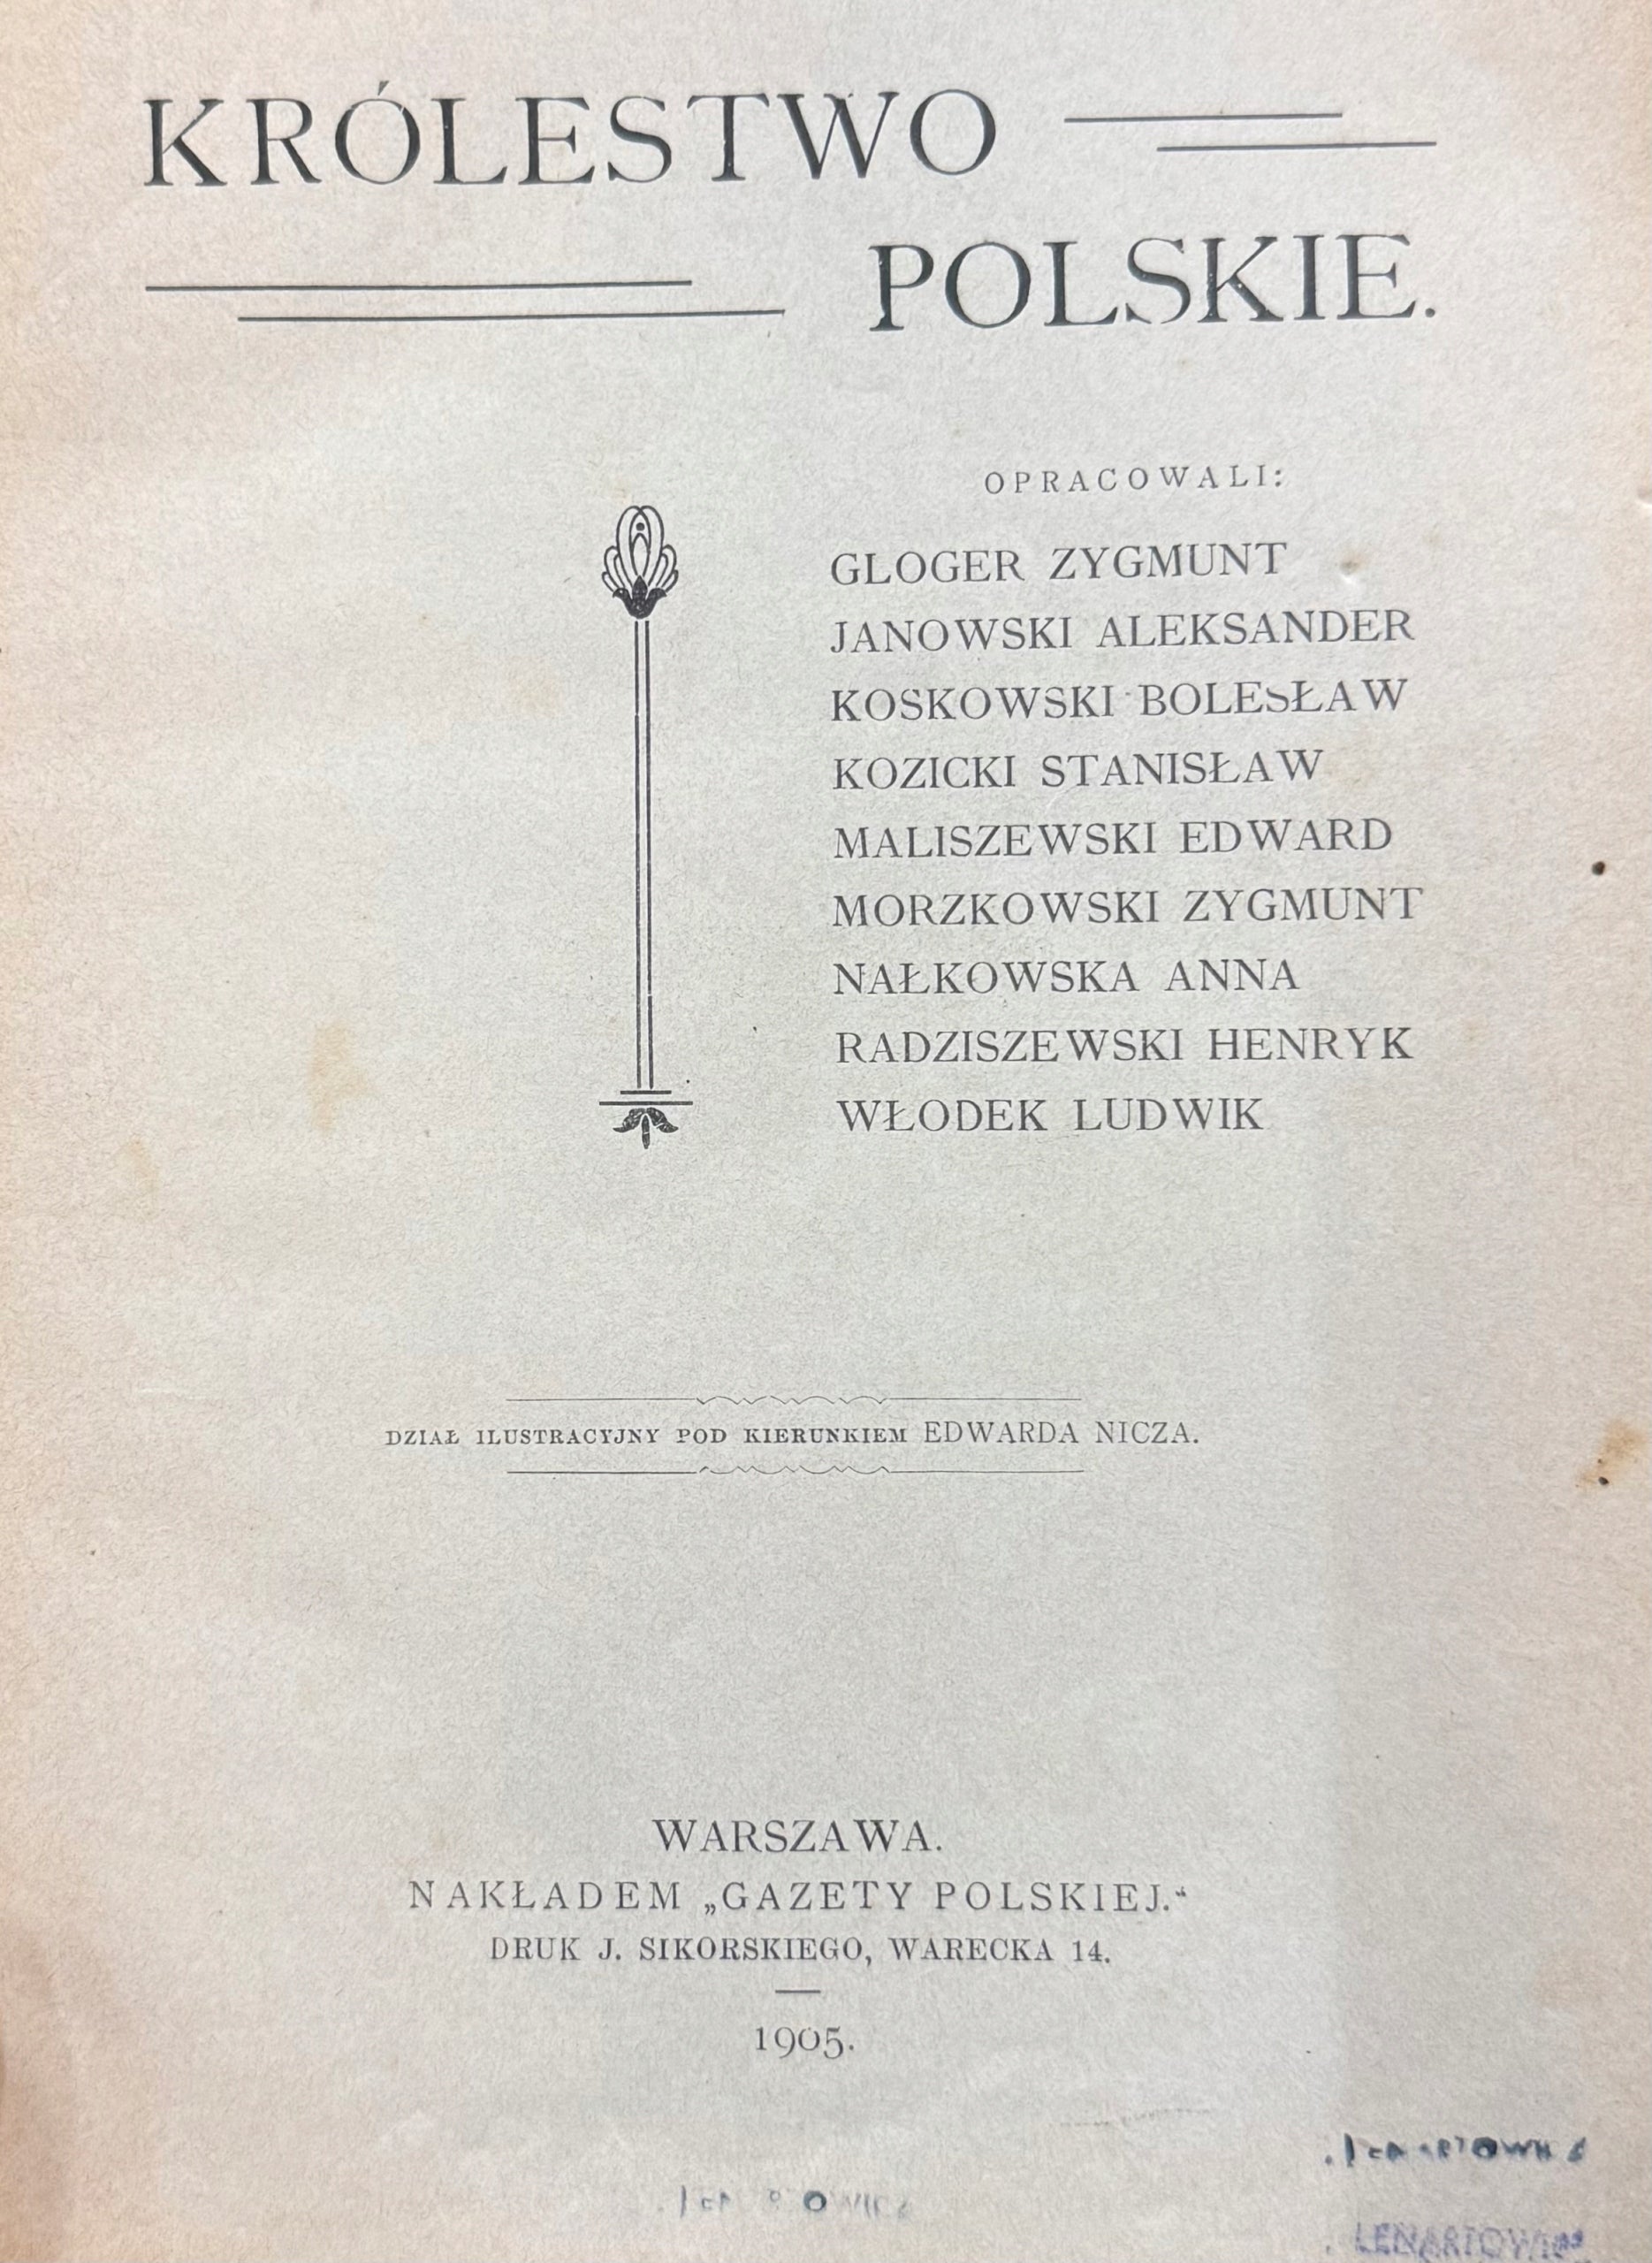 KRÓLESTWO
POLSKIE.
OPRACOWALI:
GLOGER ZYGMUNT
JANOWSKI ALEKSANDER
KOSKOWSKI BOLESŁAW
KOZICKI STANISŁAW
MALISZEWSKI EDWARD
MORZKOWSKI ZYGMUNT
NAŁKOWSKA ANNA
RADZISZEWSKI HENRYK
WŁODEK LUDWIK
DZIAŁ ILUSTRACYJNY POD KIERUNKIEM EDWARDA NICZA.
WARSZAWA.
NAKŁADEM „GAZETY POLSKIEJ.“
DRUK J. SIKORSKIEGO, WARECKA 14.
1905.